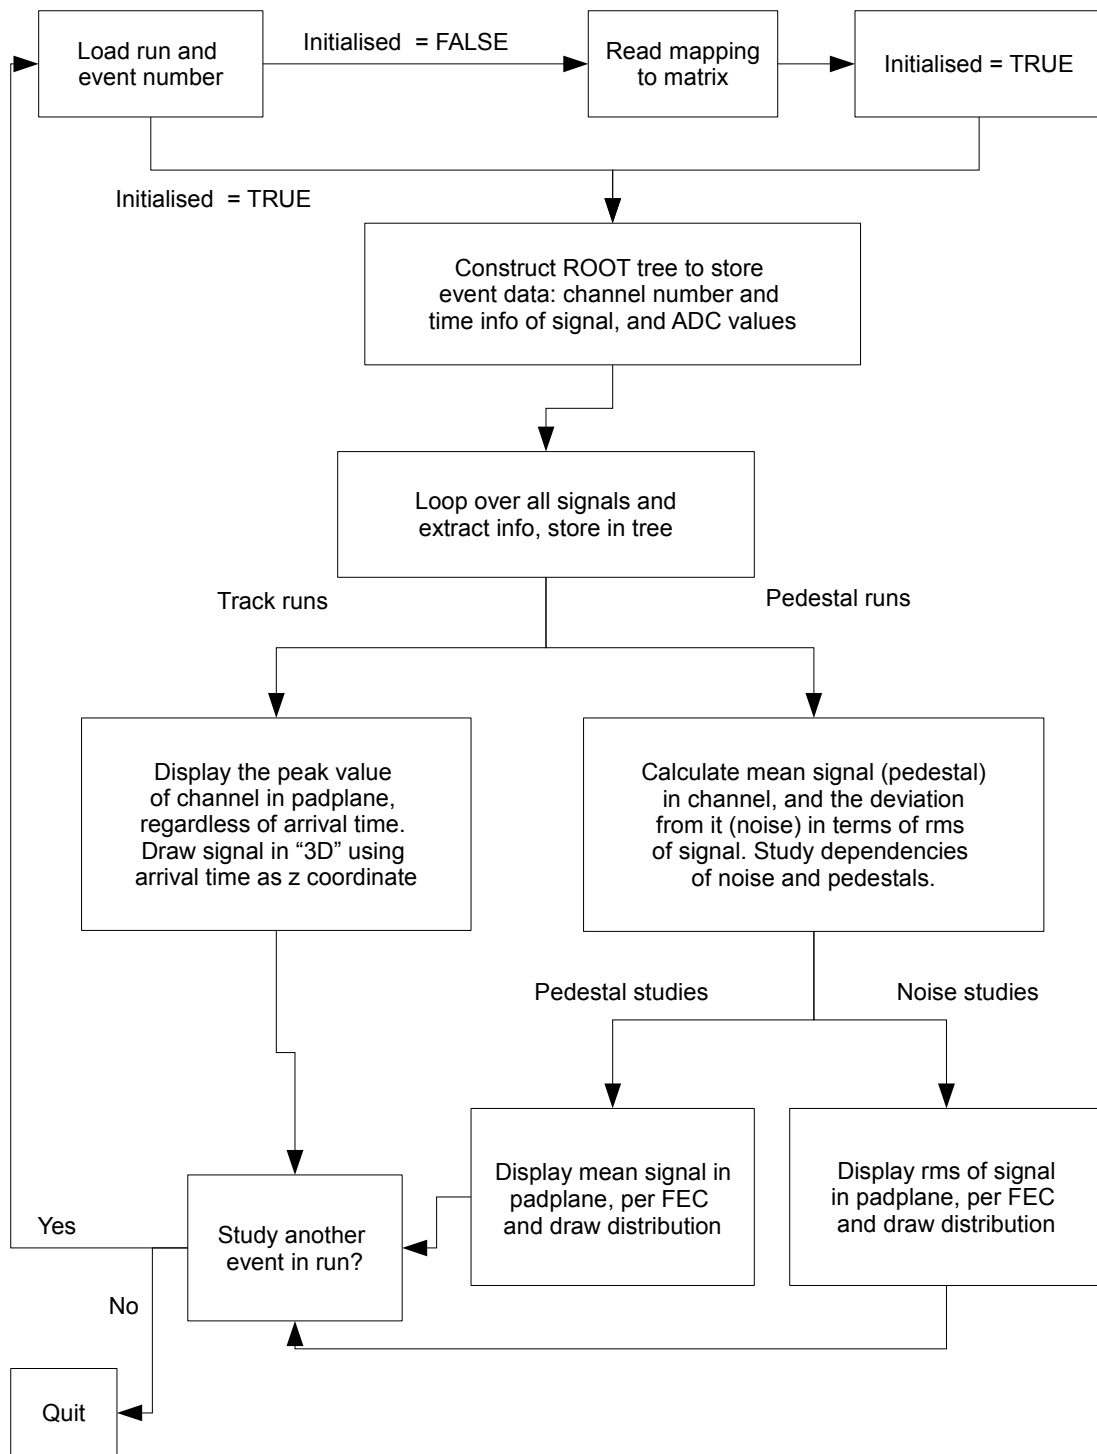 Load run and
event number
Initialised = FALSE
Read mapping
to matrix
Initialised = TRUE
Initialised = TRUE
Construct ROOT tree to store
event data: channel number and
time info of signal, and ADC values
Loop over all signals and
extract info, store in tree
Track runs
Pedestal runs
Display the peak value
of channel in padplane,
regardless of arrival time.
Draw signal in “3D” using
arrival time as z coordinate
Calculate mean signal (pedestal)
in channel, and the deviation
from it (noise) in terms of rms
of signal. Study dependencies
of noise and pedestals.
Pedestal studies
Noise studies
Display mean signal in
padplane, per FEC
and draw distribution
Display rms of signal
in padplane, per FEC
and draw distribution
Study another
event in run?
Yes
No
Quit